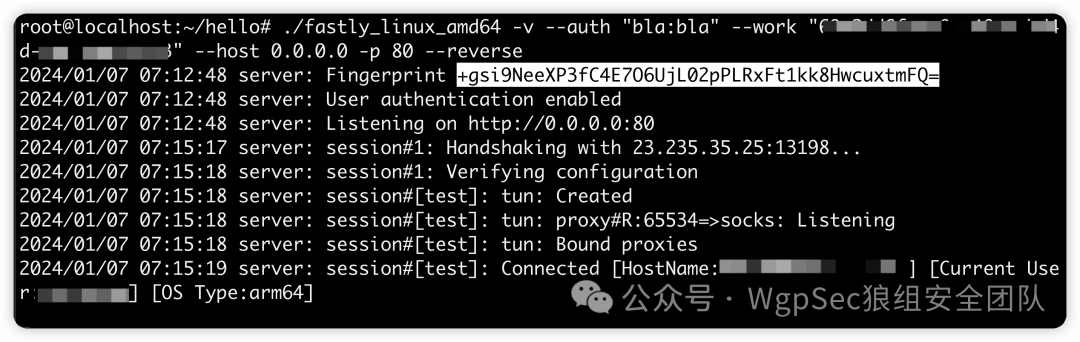 root@localhost:~/hello# ./fastly_linux_amd64 -v --auth "bla:bla" --work "
d- " --host 0.0.0.0 -p 80 --reverse
2024/01/07 07:12:48 server: Fingerprint +gsi9NeeXP3fC4E7O6UjL02pPLRxFt1kk8HwcuxtmFQ=
2024/01/07 07:12:48 server: User authentication enabled
2024/01/07 07:12:48 server: Listening on http://0.0.0.0:80
2024/01/07 07:15:17 server: session#1: Handshaking with 23.235.35.25:13198...
2024/01/07 07:15:18 server: session#1: Verifying configuration
2024/01/07 07:15:18 server: session#[test]: tun: Created
2024/01/07 07:15:18 server: session#[test]: tun: proxy#R:65534=>socks: Listening
2024/01/07 07:15:18 server: session#[test]: tun: Bound proxies
2024/01/07 07:15:19 server: session#[test]: Connected [HostName: ] [Current Use
r: ] [OS Type:arm64]
公众号 · WgpSec狼组安全团队